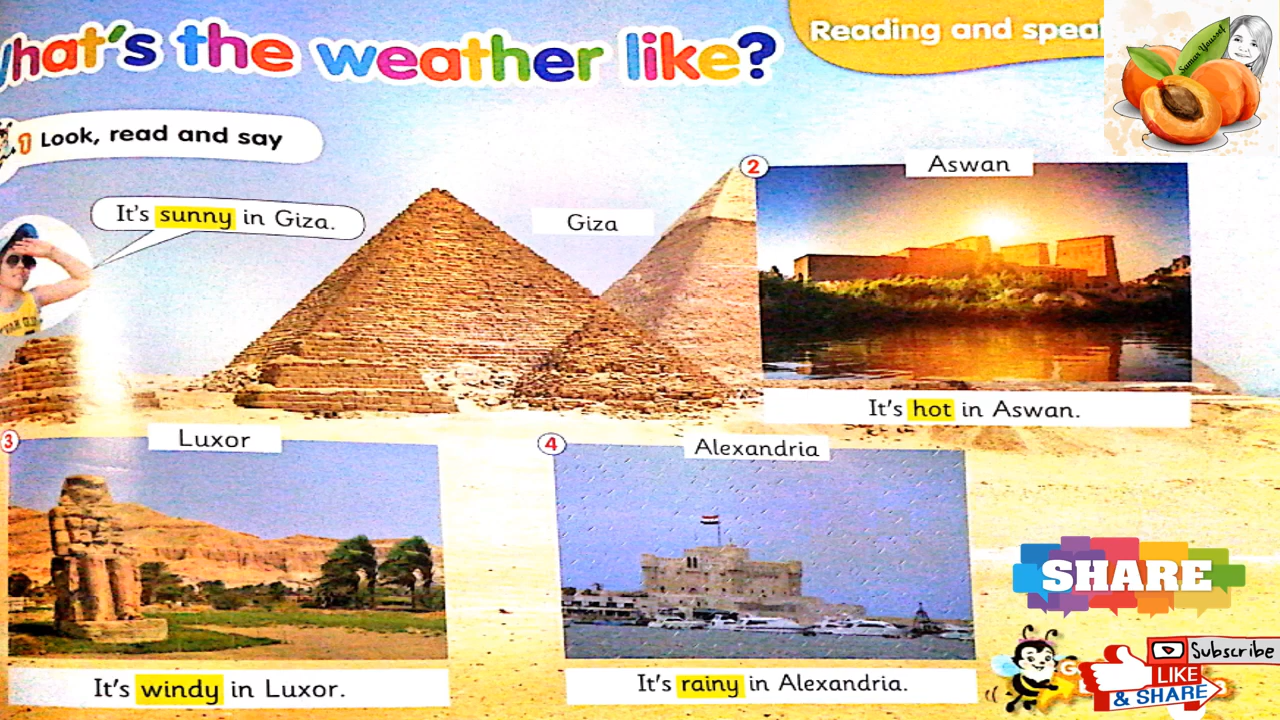 What's the weather like?
Reading and
Samar Youssef
1 Look, read and say
It's sunny in Giza.
Giza
2
Aswan
It's hot in Aswan.
3
Luxor
It's windy in Luxor.
4
Alexandria
It's rainy in Alexandria.
SHARE
Subscribe
LIKE
& SHARE